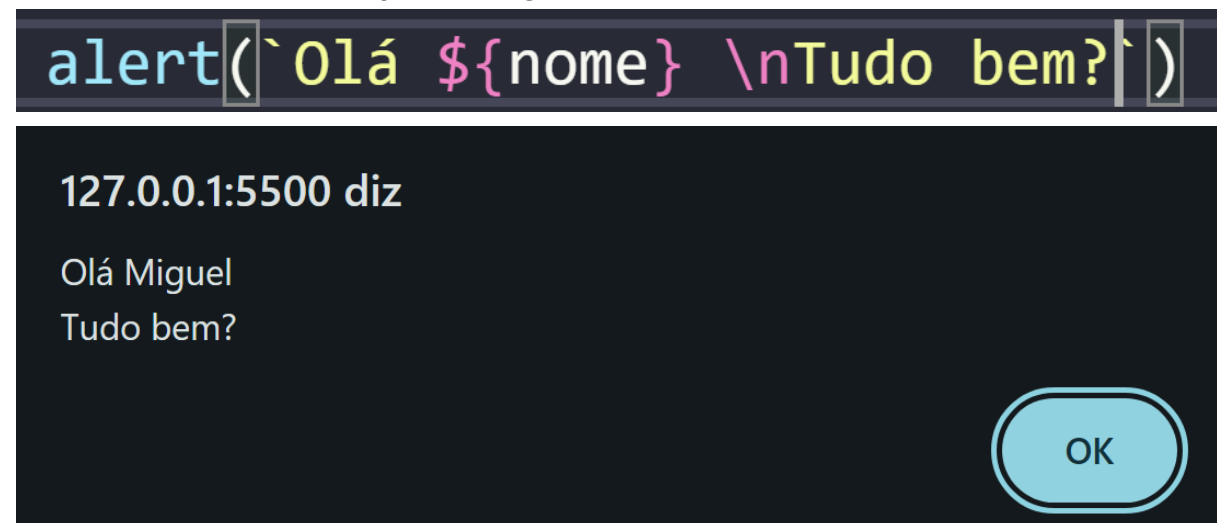 alert(`Olá ${nome} \nTudo bem?`)
127.0.0.1:5500 diz
Olá Miguel
Tudo bem?
OK